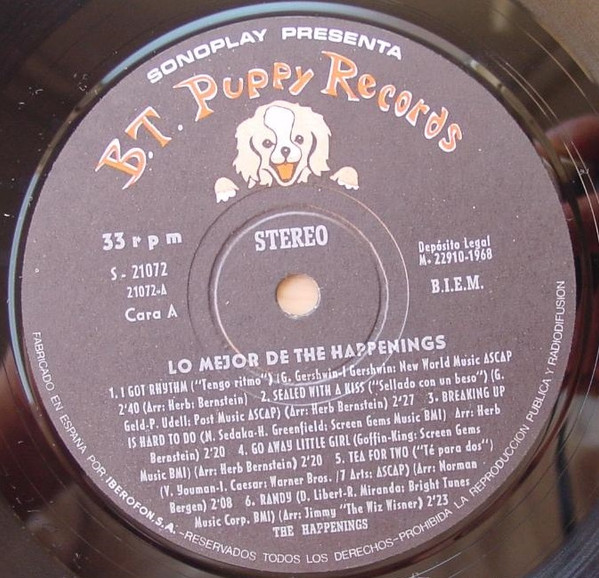 SONOPLAY PRESENTA
B.T. Puppy Records
33 rpm
S - 21072
21072-A
Cara A
STEREO
Depósito Legal
M. 22910-1968
B.I.E.M.
LO MEJOR DE THE HAPPENINGS
1. I GOT RHYTHM ("Tengo ritmo") (G. Gershwin-I Gershwin: New World Music ASCAP
2'40 (Arr: Herb: Bernstein) 2. SEALED WITH A KISS ("Sellado con un beso") (G.
Geld-P. Udell: Post Music ASCAP) (Arr: Herb Bernstein) 2'27 3. BREAKING UP
IS HARD TO DO (N. Sedaka-H. Greenfield: Screen Gems Music BMI) Arr: Herb
Bernstein) 2'20 4. GO AWAY LITTLE GIRL (Goffin-King: Screen Gems
Music BMI) (Arr: Herb Bernstein) 2'20 5. TEA FOR TWO ("Té para dos")
(V. Youman-I. Caesar: Warner Bros. /7 Arts: ASCAP) (Arr: Norman
Bergen) 2'08 6. RANDY (D. Libert-R. Miranda: Bright Tunes
Music Corp. BMI) (Arr: Jimmy "The Wiz Wisner) 2'23
THE HAPPENINGS
FABRICADO EN ESPAÑA POR: IBEROFON, S.A.-RESERVADOS TODOS LOS DERECHOS-PROHIBIDA LA REPRODUCCION PUBLICA Y RADIODIFUSION